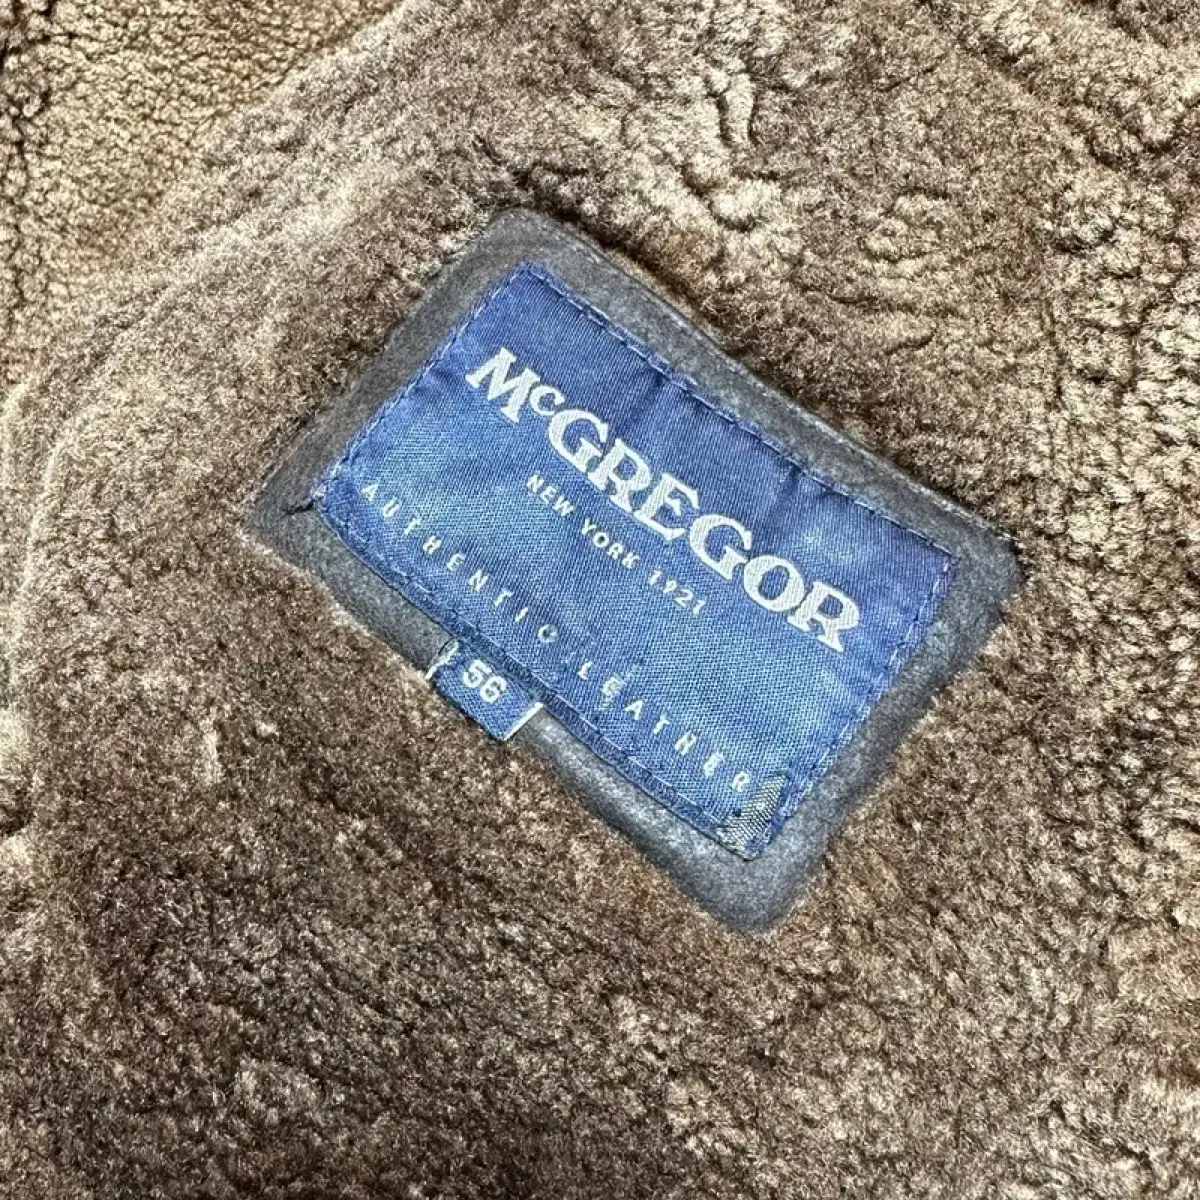 McGREGOR
NEW YORK 1921
AUTHENTIC LEATHER
56